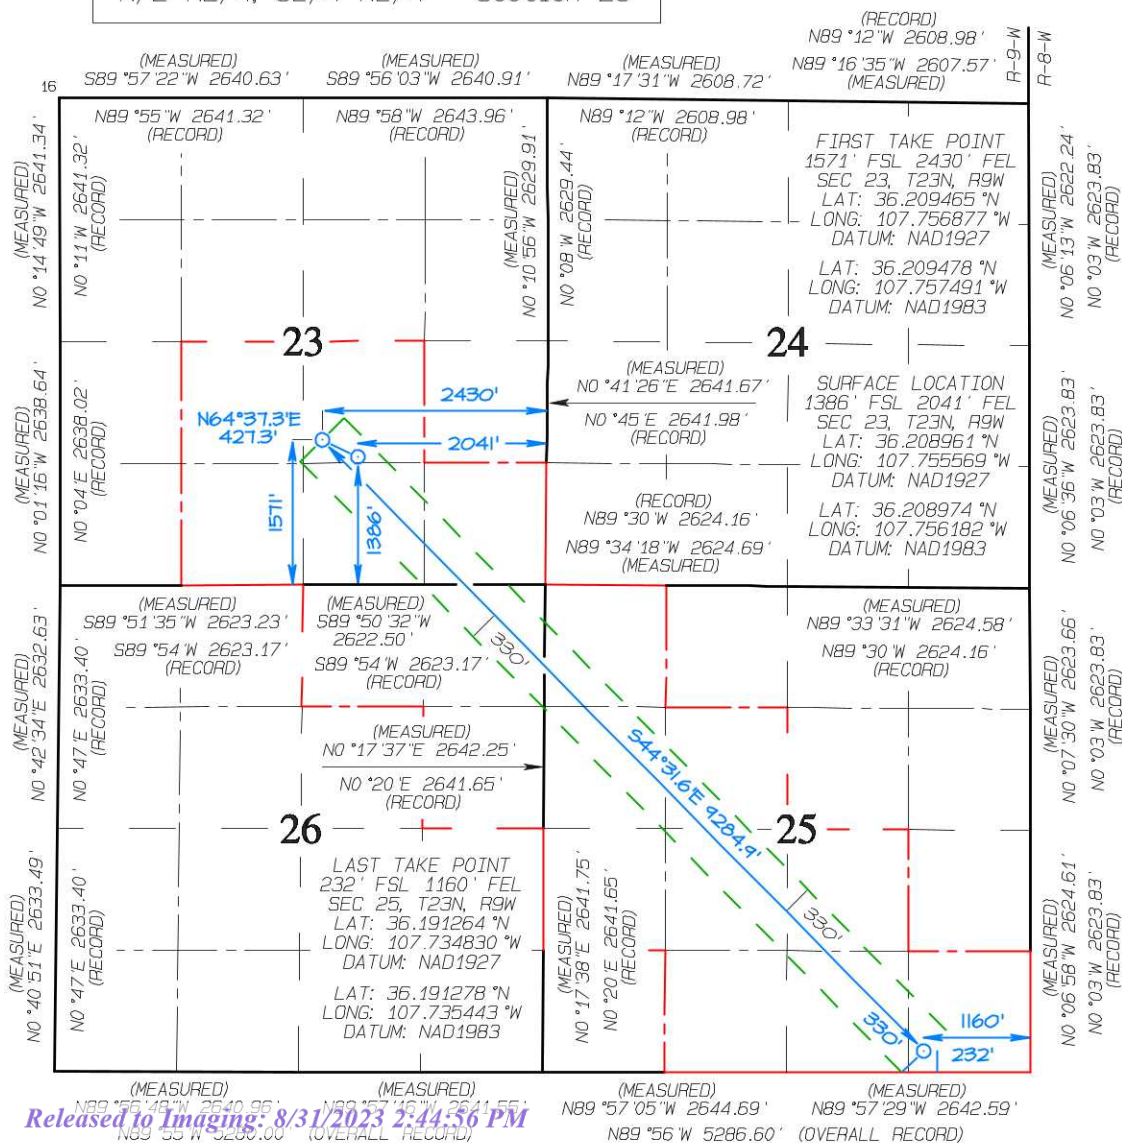 (RECORD)
N89°12'W 2608.98'
N89°16'35"W 2607.57'
(MEASURED)
R-9-W
R-8-W
(MEASURED)
S89°57'22"W 2640.63'
(MEASURED)
S89°56'03"W 2640.91'
(MEASURED)
N89°17'31"W 2608.72'
16
N89°55'W 2641.32'
(RECORD)
N89°58'W 2643.96'
(RECORD)
N89°12'W 2608.98'
(RECORD)
(MEASURED)
N0°14'49"W 2641.34'
N0°11'W 2641.32'
(RECORD)
(MEASURED)
N0°10'56"W 2629.91'
N0°08'W 2629.44'
(RECORD)
FIRST TAKE POINT
1571' FSL 2430' FEL
SEC 23, T23N, R9W
LAT: 36.209465°N
LONG: 107.756877°W
DATUM: NAD1927
LAT: 36.209478°N
LONG: 107.757491°W
DATUM: NAD1983
(MEASURED)
N0°06'13"W 2622.24'
N0°03'W 2623.83'
(RECORD)
23
24
(MEASURED)
N0°01'16"W 2638.64'
N0°04'E 2638.02'
(RECORD)
N64°37.3'E
427.3'
2430'
2041'
1571'
1386'
(MEASURED)
N0°41'26"E 2641.67'
N0°45'E 2641.98'
(RECORD)
SURFACE LOCATION
1386' FSL 2041' FEL
SEC 23, T23N, R9W
LAT: 36.208961°N
LONG: 107.755569°W
DATUM: NAD1927
LAT: 36.208974°N
LONG: 107.756182°W
DATUM: NAD1983
(RECORD)
N89°30'W 2624.16'
N89°34'18"W 2624.69'
(MEASURED)
(MEASURED)
N0°06'36"W 2623.83'
N0°03'W 2623.83'
(RECORD)
(MEASURED)
S89°51'35"W 2623.23'
S89°54'W 2623.17'
(RECORD)
(MEASURED)
S89°50'32"W
2622.50'
S89°54'W 2623.17'
(RECORD)
(MEASURED)
N89°33'31"W 2624.58'
N89°30'W 2624.16'
(RECORD)
(MEASURED)
N0°42'34"E 2632.63'
N0°47'E 2633.40'
(RECORD)
330'
(MEASURED)
N0°17'37"E 2642.25'
N0°20'E 2641.65'
(RECORD)
S44°31.6'E 9284.9'
(MEASURED)
N0°07'30"W 2623.66'
N0°03'W 2623.83'
(RECORD)
26
25
LAST TAKE POINT
232' FSL 1160' FEL
SEC 25, T23N, R9W
LAT: 36.191264°N
LONG: 107.734830°W
DATUM: NAD1927
LAT: 36.191278°N
LONG: 107.735443°W
DATUM: NAD1983
(MEASURED)
N0°40'51"E 2633.49'
N0°47'E 2633.40'
(RECORD)
(MEASURED)
N0°17'38"E 2641.75'
N0°20'E 2641.65'
(RECORD)
330'
330'
1160'
232'
(MEASURED)
N0°06'58"W 2624.61'
N0°03'W 2623.83'
(RECORD)
(MEASURED)
N89°56'48"W 2640.96'
(MEASURED)
(MEASURED)
N89°57'05"W 2644.69'
(MEASURED)
N89°57'29"W 2642.59'
Released to Imaging: 8/31/2023 2:44:56 PM
N89°55'W 5280.00' (OVERALL RECORD)
N89°56'W 5286.60' (OVERALL RECORD)